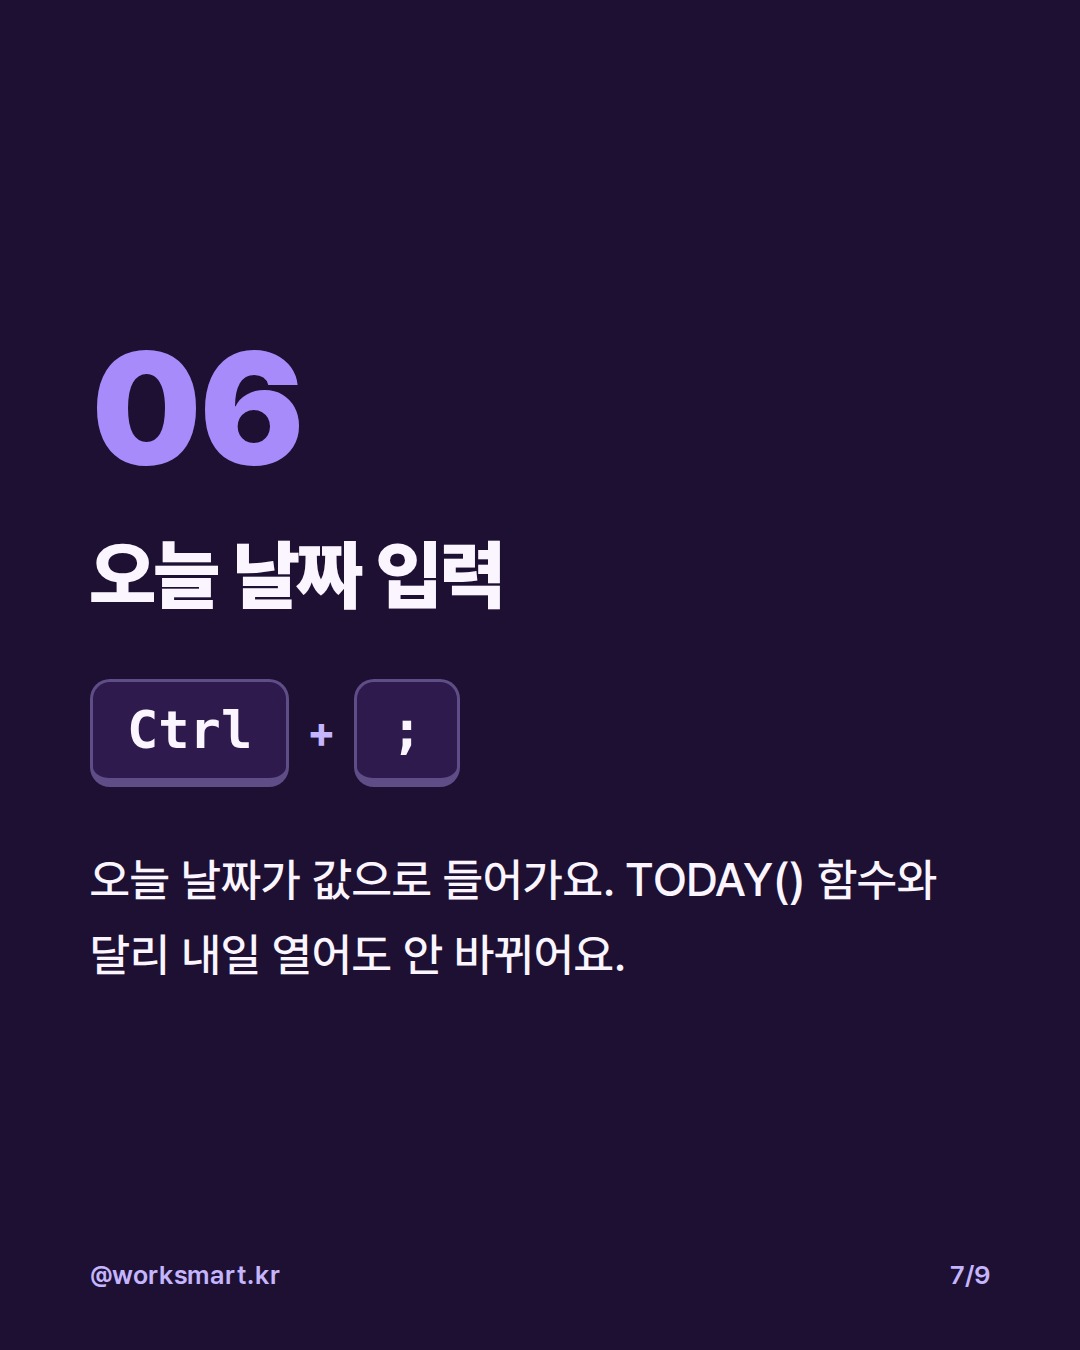 06
오늘 날짜 입력
Ctrl + ;
오늘 날짜가 값으로 들어가요. TODAY() 함수와
달리 내일 열어도 안 바뀌어요.
@worksmart.kr 7/9